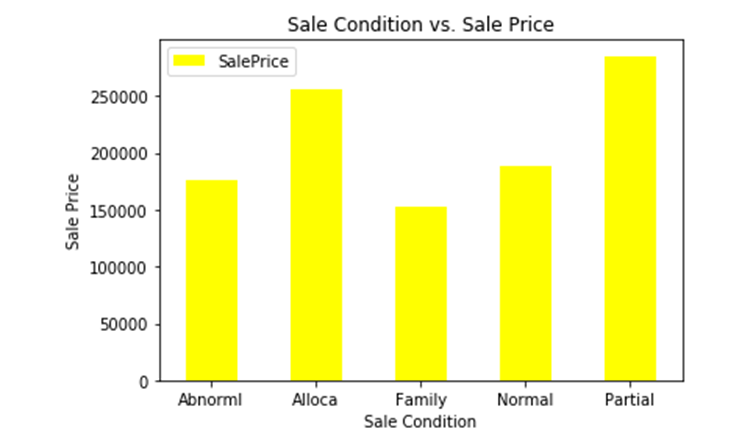 Sale Condition vs. Sale Price
SalePrice
250000
200000
150000
100000
50000
0
Sale Price
Abnorml Alloca Family Normal Partial
Sale Condition